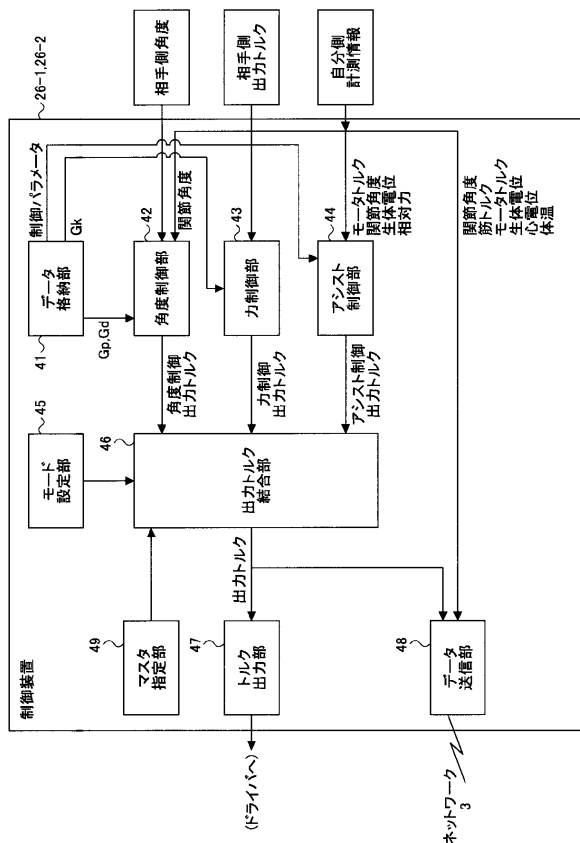 制御装置
26-1,26-2
マスタ
指定部
49
トルク
出力部
47
(ドライバへ)
データ
送信部
48
ネットワーク
3
モード
設定部
45
出力トルク
結合部
46
出力トルク
データ
格納部
41
制御パラメータ
Gk
Gp,Gd
角度制御部
42
関節角度
角度制御
出力トルク
力制御部
43
力制御
出力トルク
アシスト
制御部
44
アシスト制御
出力トルク
モータトルク
関節角度
生体電位
相対力
関節角度
筋トルク
モータトルク
生体電位
心電位
体温
相手側角度
相手側
出力トルク
自分側
計測情報